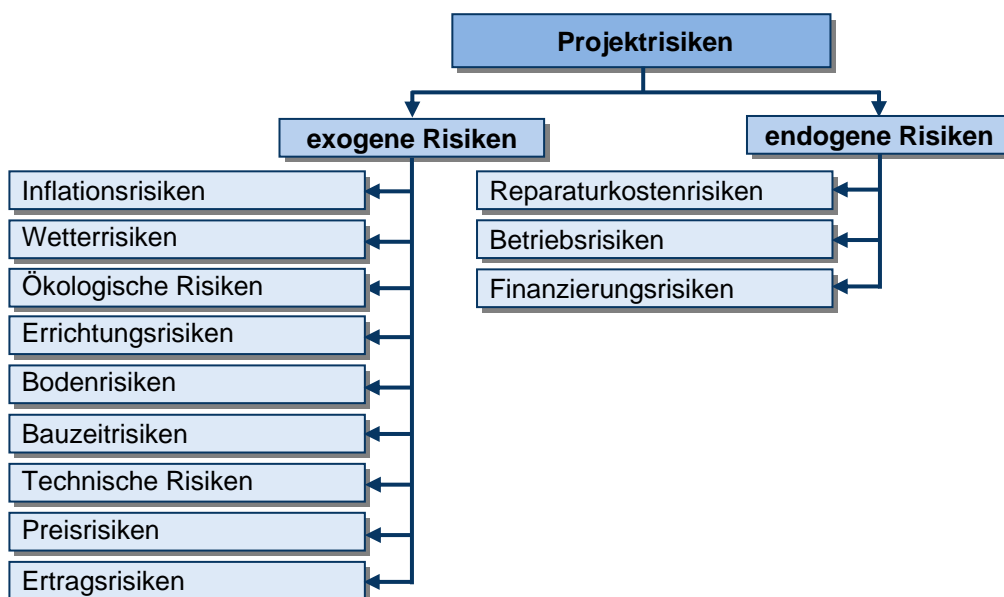 Projektrisiken
exogene Risiken
endogene Risiken
Inflationsrisiken
Wetterrisiken
Ökologische Risiken
Errichtungsrisiken
Bodenrisiken
Bauzeitrisiken
Technische Risiken
Preisrisiken
Ertragsrisiken
Reparaturkostenrisiken
Betriebsrisiken
Finanzierungsrisiken